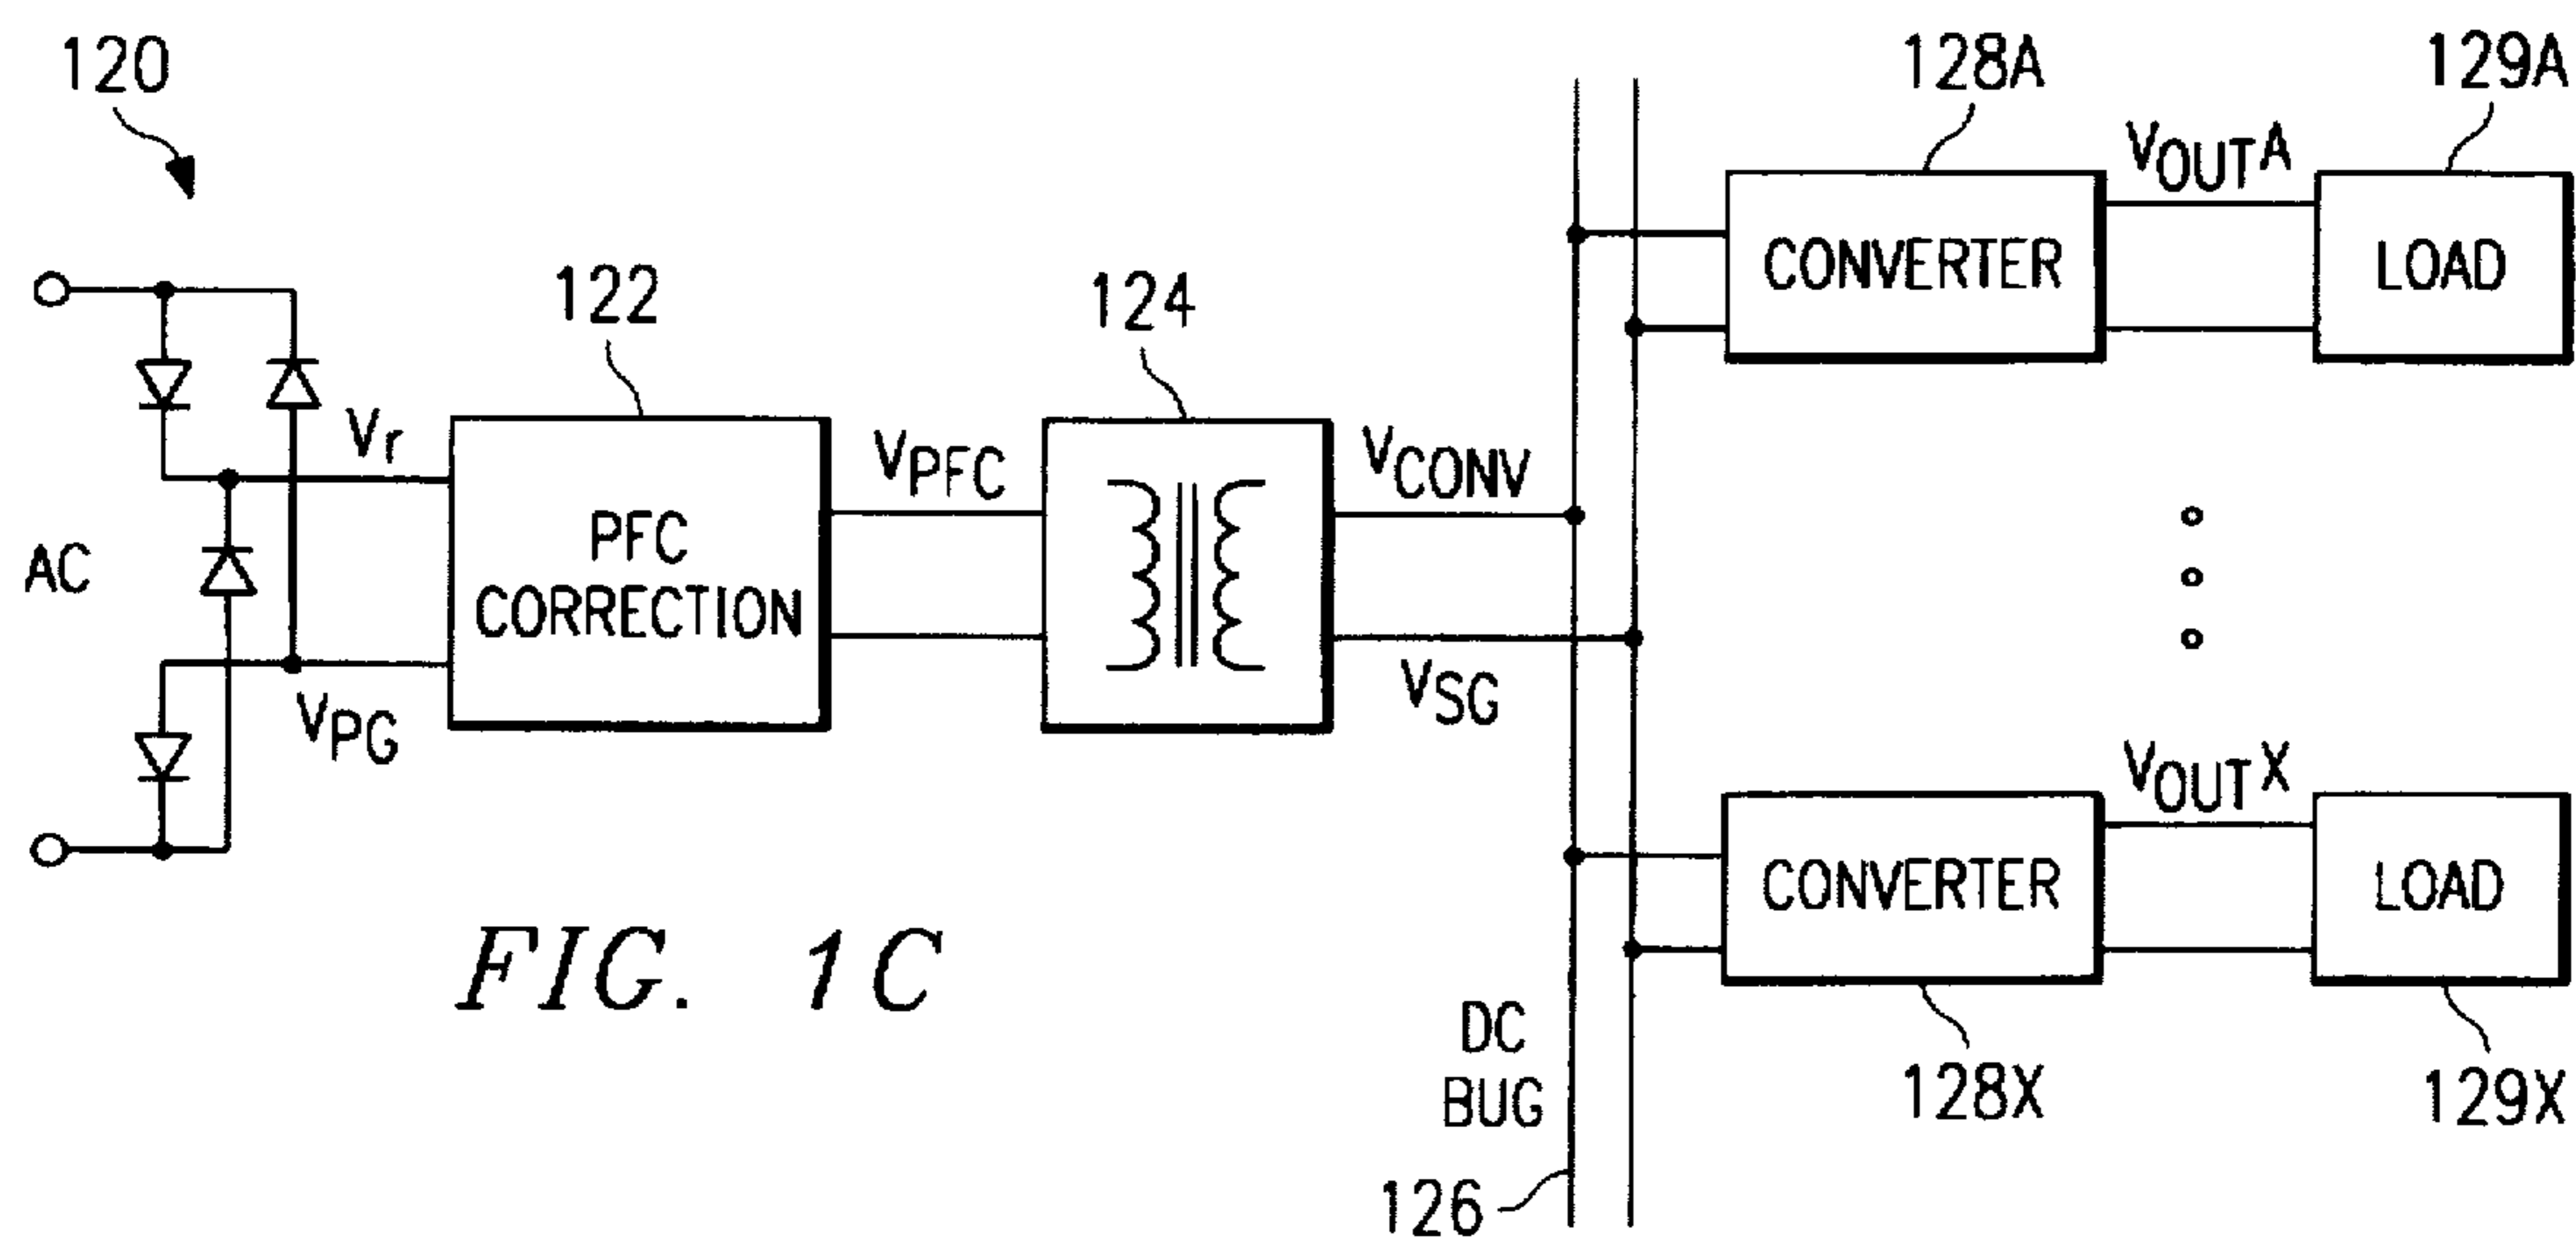 120
122
124
128A
129A
AC
Vr
VPG
PFC
CORRECTION
VPFC
VCONV
VSG
CONVERTER
VOUTA
LOAD
CONVERTER
VOUTX
LOAD
128X
129X
DC
BUG
126
FIG. 1C